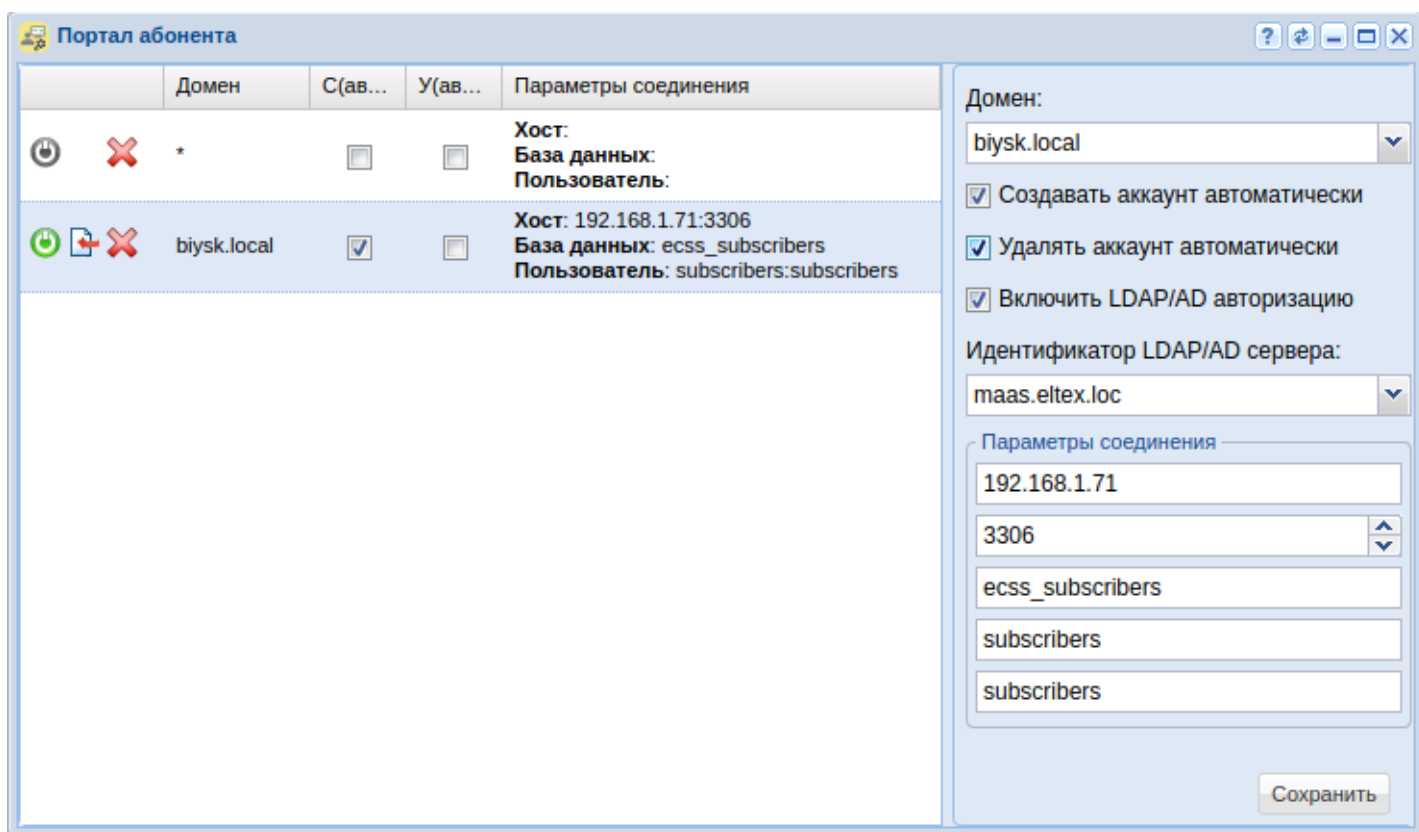 Портал абонента
Домен С(ав... У(ав... Параметры соединения
*
Хост:
База данных:
Пользователь:
biysk.local
Хост: 192.168.1.71:3306
База данных: ecss_subscribers
Пользователь: subscribers:subscribers
Домен:
biysk.local
Создавать аккаунт автоматически
Удалять аккаунт автоматически
Включить LDAP/AD авторизацию
Идентификатор LDAP/AD сервера:
maas.eltex.loc
Параметры соединения
192.168.1.71
3306
ecss_subscribers
subscribers
subscribers
Сохранить